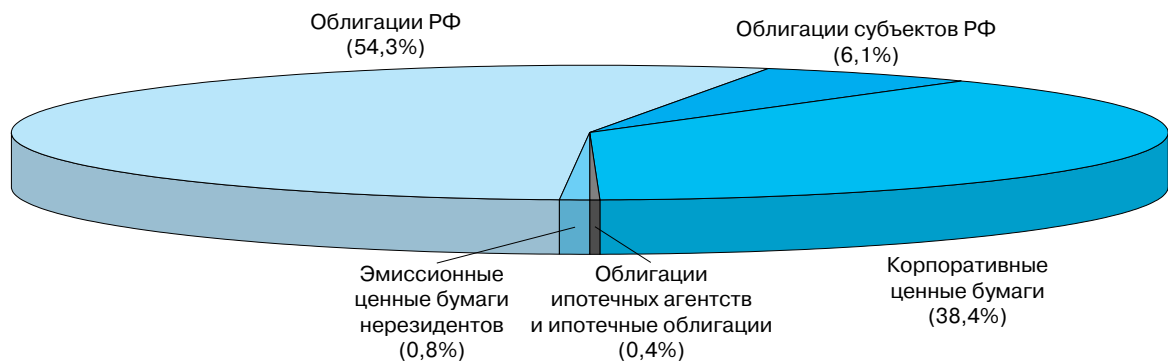 Облигации РФ
(54,3%)
Облигации субъектов РФ
(6,1%)
Эмиссионные
ценные бумаги
нерезидентов
(0,8%)
Облигации
ипотечных агентств
и ипотечные облигации
(0,4%)
Корпоративные
ценные бумаги
(38,4%)